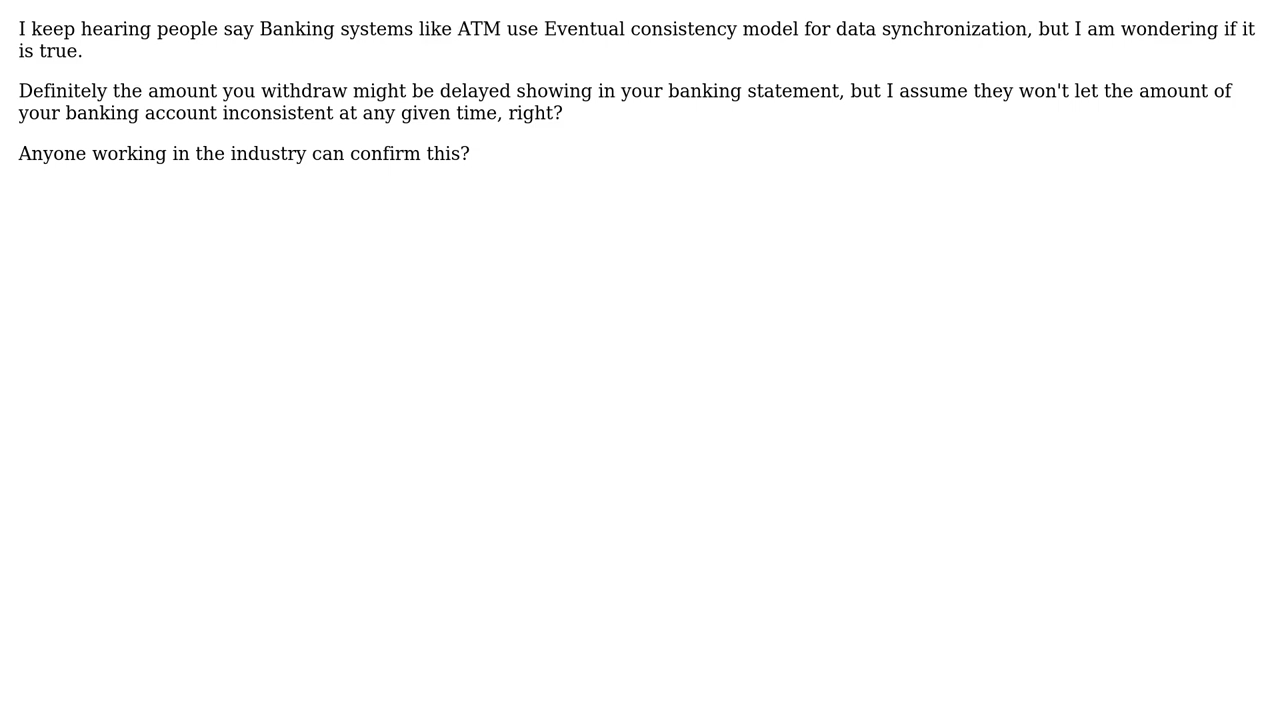 I keep hearing people say Banking systems like ATM use Eventual consistency model for data synchronization, but I am wondering if it
is true.
Definitely the amount you withdraw might be delayed showing in your banking statement, but I assume they won't let the amount of
your banking account inconsistent at any given time, right?
Anyone working in the industry can confirm this?